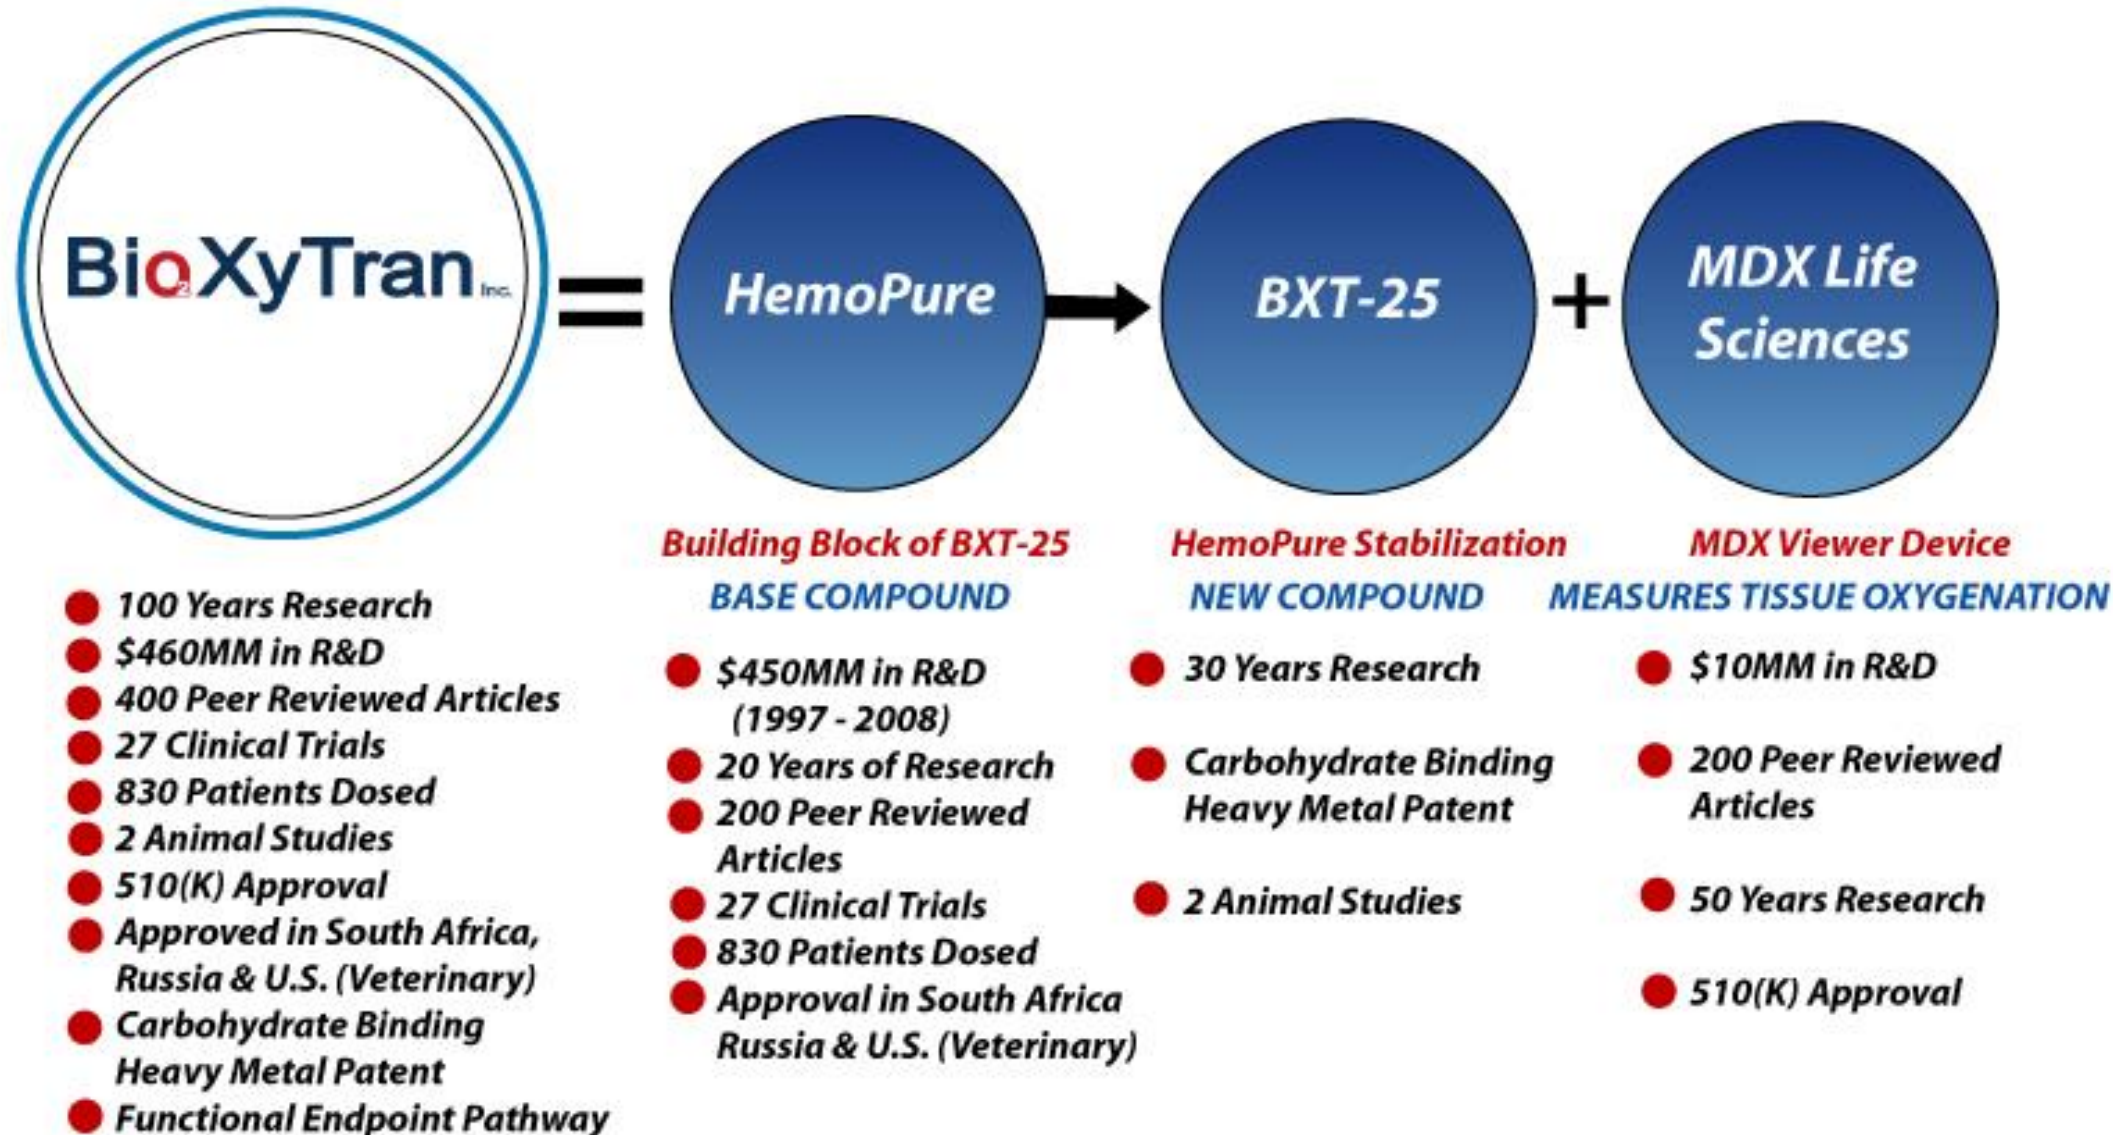 BioXyTran Inc.
2
=
HemoPure
BXT-25
+
MDX Life
Sciences
100 Years Research
$460MM in R&D
400 Peer Reviewed Articles
27 Clinical Trials
830 Patients Dosed
2 Animal Studies
510(K) Approval
Approved in South Africa,
Russia & U.S. (Veterinary)
Carbohydrate Binding
Heavy Metal Patent
Functional Endpoint Pathway
Building Block of BXT-25
BASE COMPOUND
$450MM in R&D
(1997 - 2008)
20 Years of Research
200 Peer Reviewed
Articles
27 Clinical Trials
830 Patients Dosed
Approval in South Africa
Russia & U.S. (Veterinary)
HemoPure Stabilization
NEW COMPOUND
30 Years Research
Carbohydrate Binding
Heavy Metal Patent
2 Animal Studies
MDX Viewer Device
MEASURES TISSUE OXYGENATION
$10MM in R&D
200 Peer Reviewed
Articles
50 Years Research
510(K) Approval